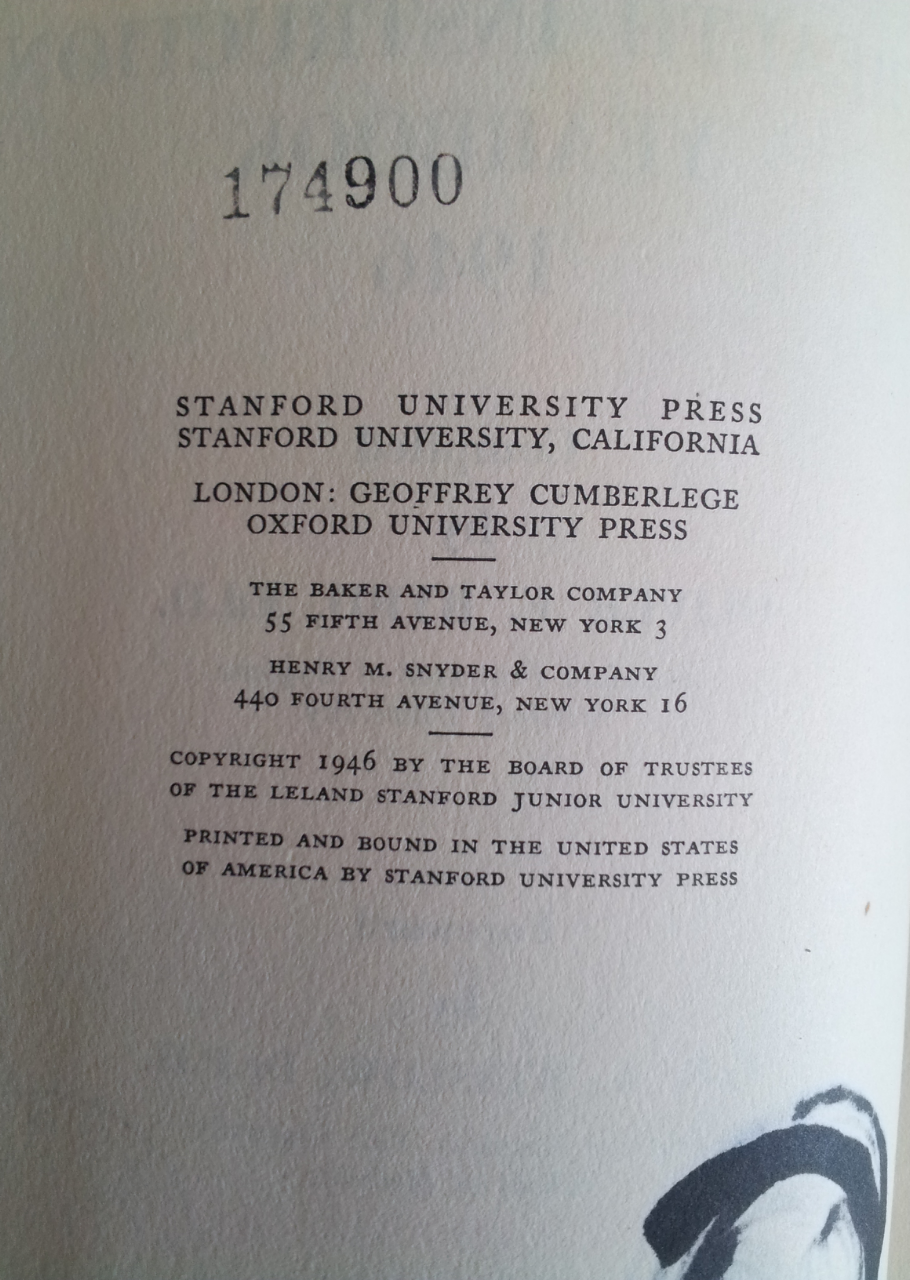 174900
STANFORD UNIVERSITY PRESS
STANFORD UNIVERSITY, CALIFORNIA
LONDON: GEOFFREY CUMBERLEGE
OXFORD UNIVERSITY PRESS
THE BAKER AND TAYLOR COMPANY
55 FIFTH AVENUE, NEW YORK 3
HENRY M. SNYDER & COMPANY
440 FOURTH AVENUE, NEW YORK 16
COPYRIGHT 1946 BY THE BOARD OF TRUSTEES
OF THE LELAND STANFORD JUNIOR UNIVERSITY
PRINTED AND BOUND IN THE UNITED STATES
OF AMERICA BY STANFORD UNIVERSITY PRESS